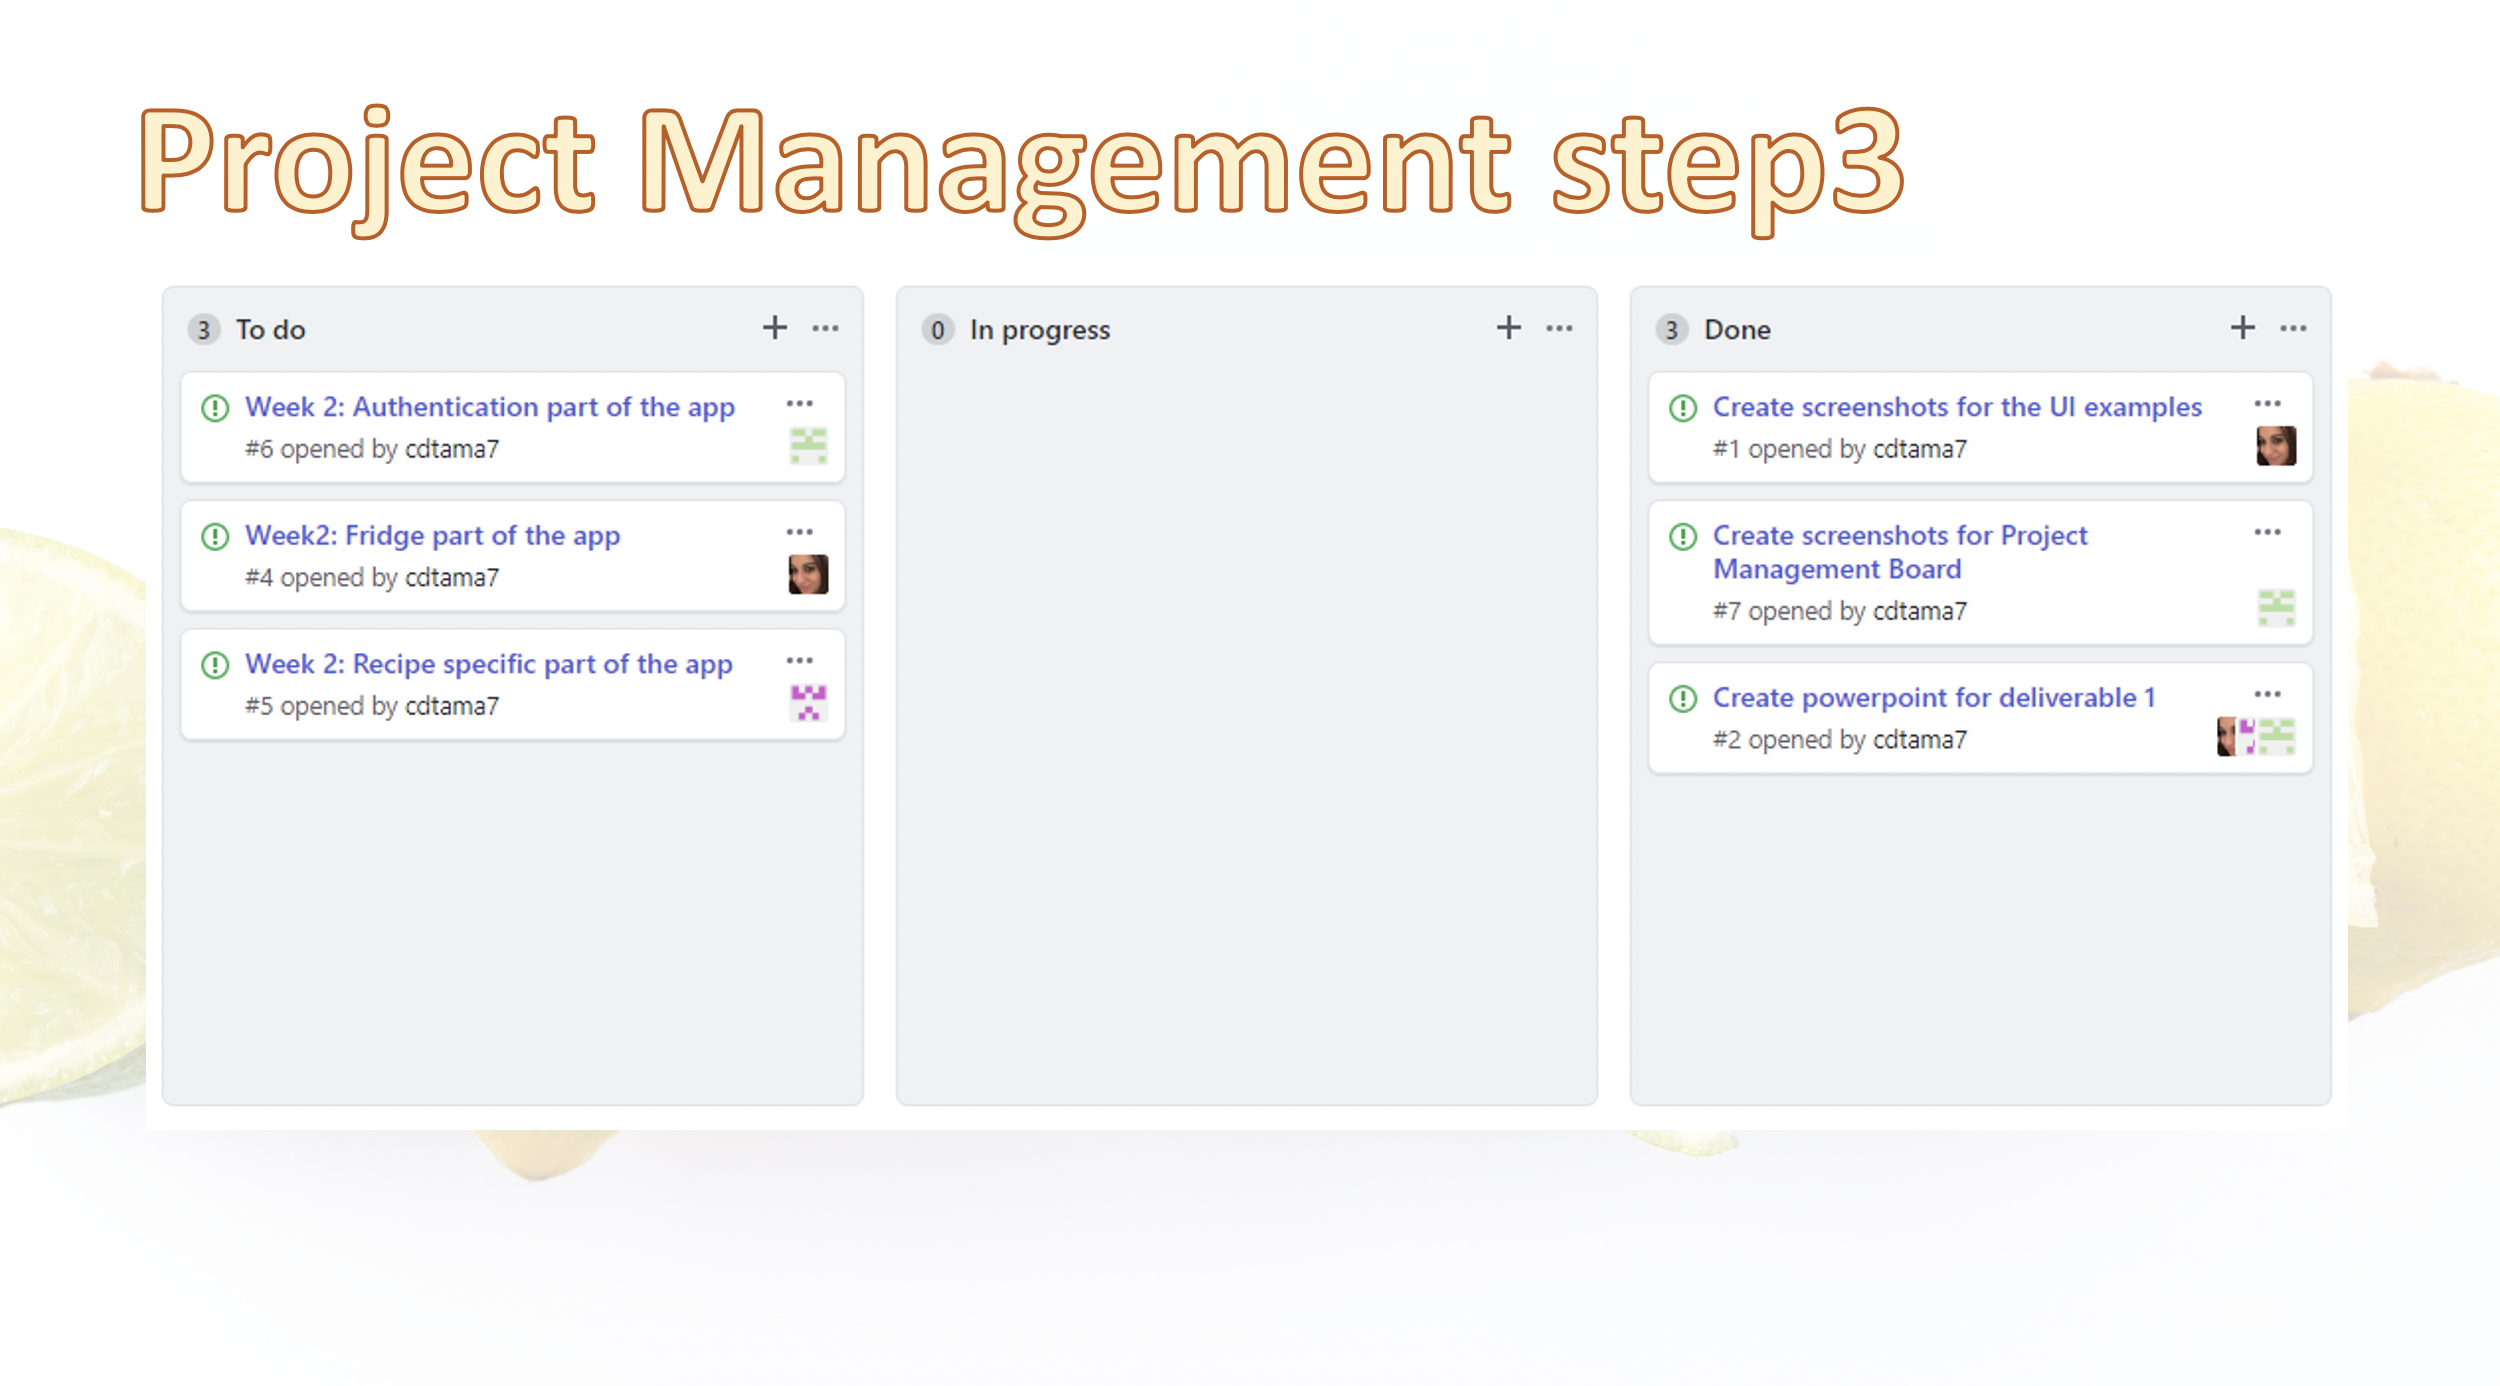 Project Management step3
3 To do
Week 2: Authentication part of the app
#6 opened by cdtama7
Week2: Fridge part of the app
#4 opened by cdtama7
Week 2: Recipe specific part of the app
#5 opened by cdtama7
0 In progress
3 Done
Create screenshots for the UI examples
#1 opened by cdtama7
Create screenshots for Project
Management Board
#7 opened by cdtama7
Create powerpoint for deliverable 1
#2 opened by cdtama7